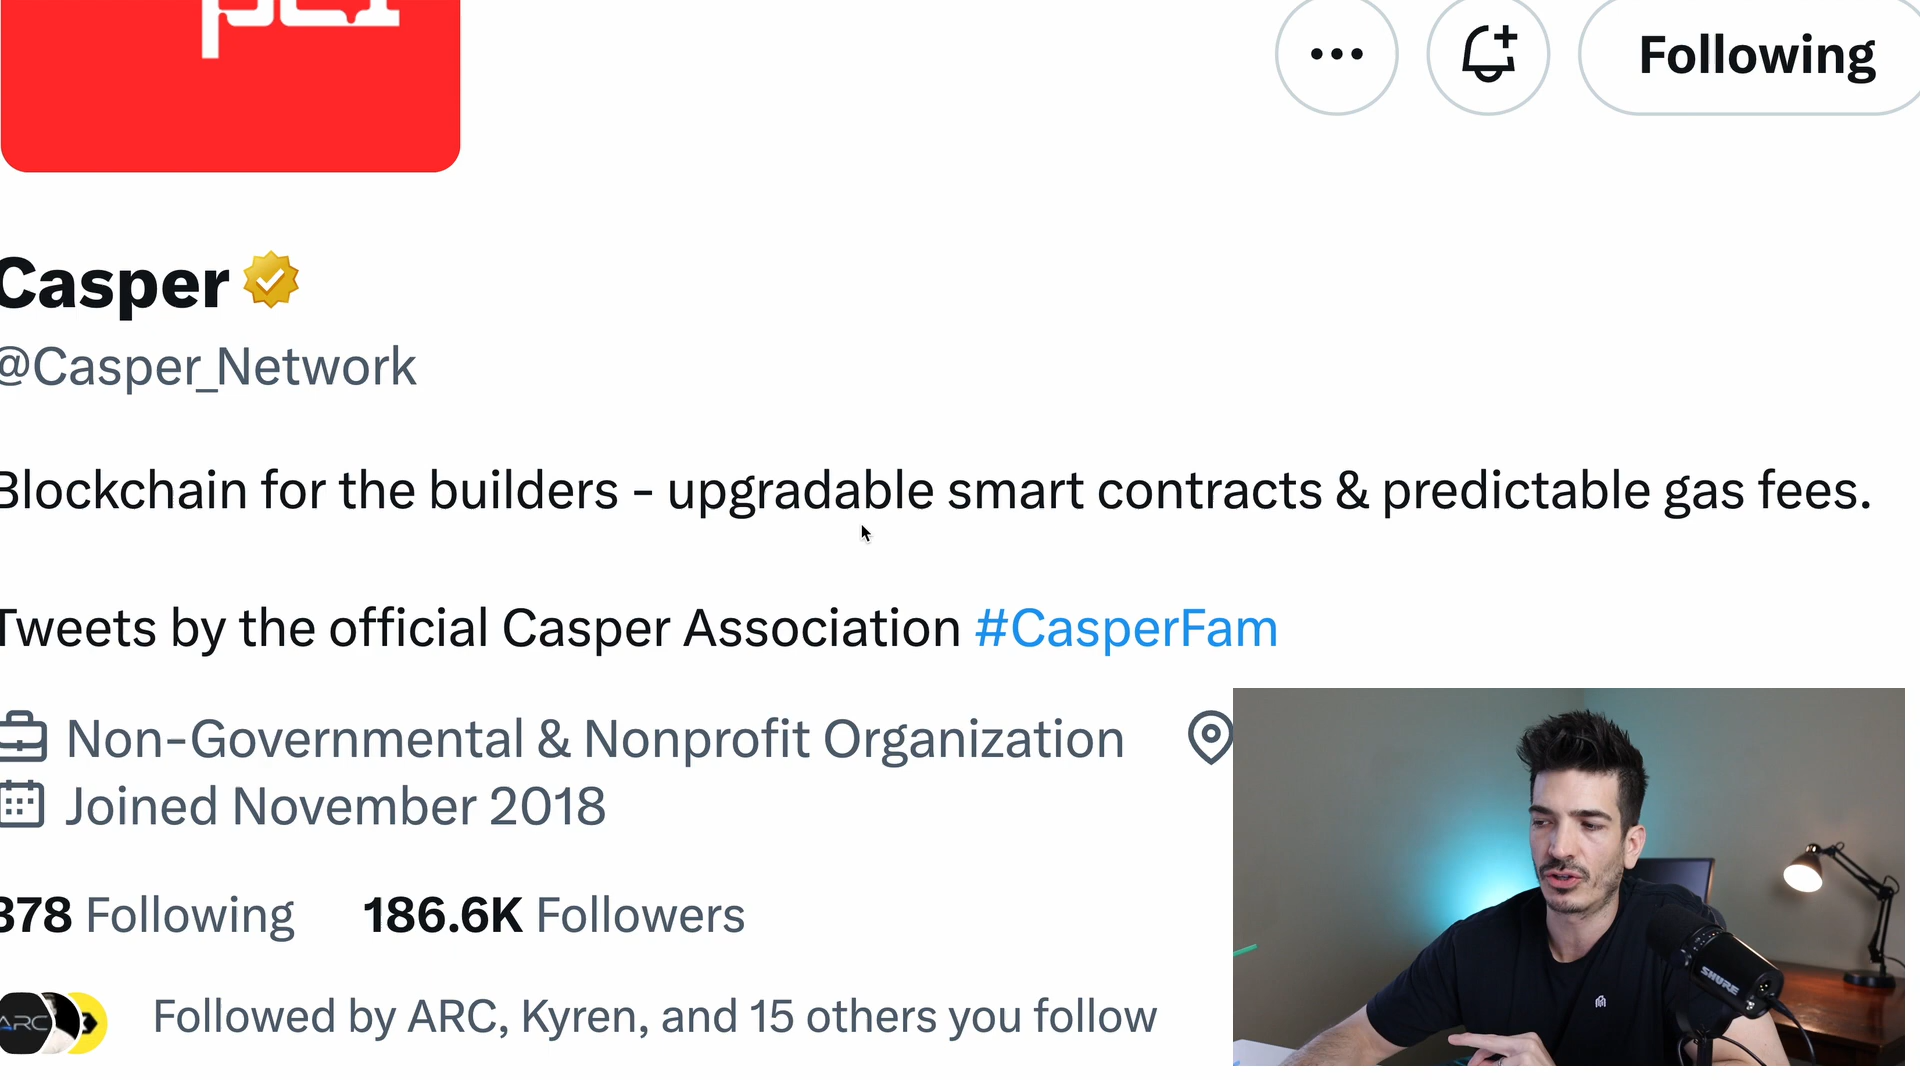 Following
Casper
@Casper_Network
Blockchain for the builders - upgradable smart contracts & predictable gas fees.
Tweets by the official Casper Association #CasperFam
Non-Governmental & Nonprofit Organization
Joined November 2018
378 Following 186.6K Followers
ARC
Followed by ARC, Kyren, and 15 others you follow
SHURE